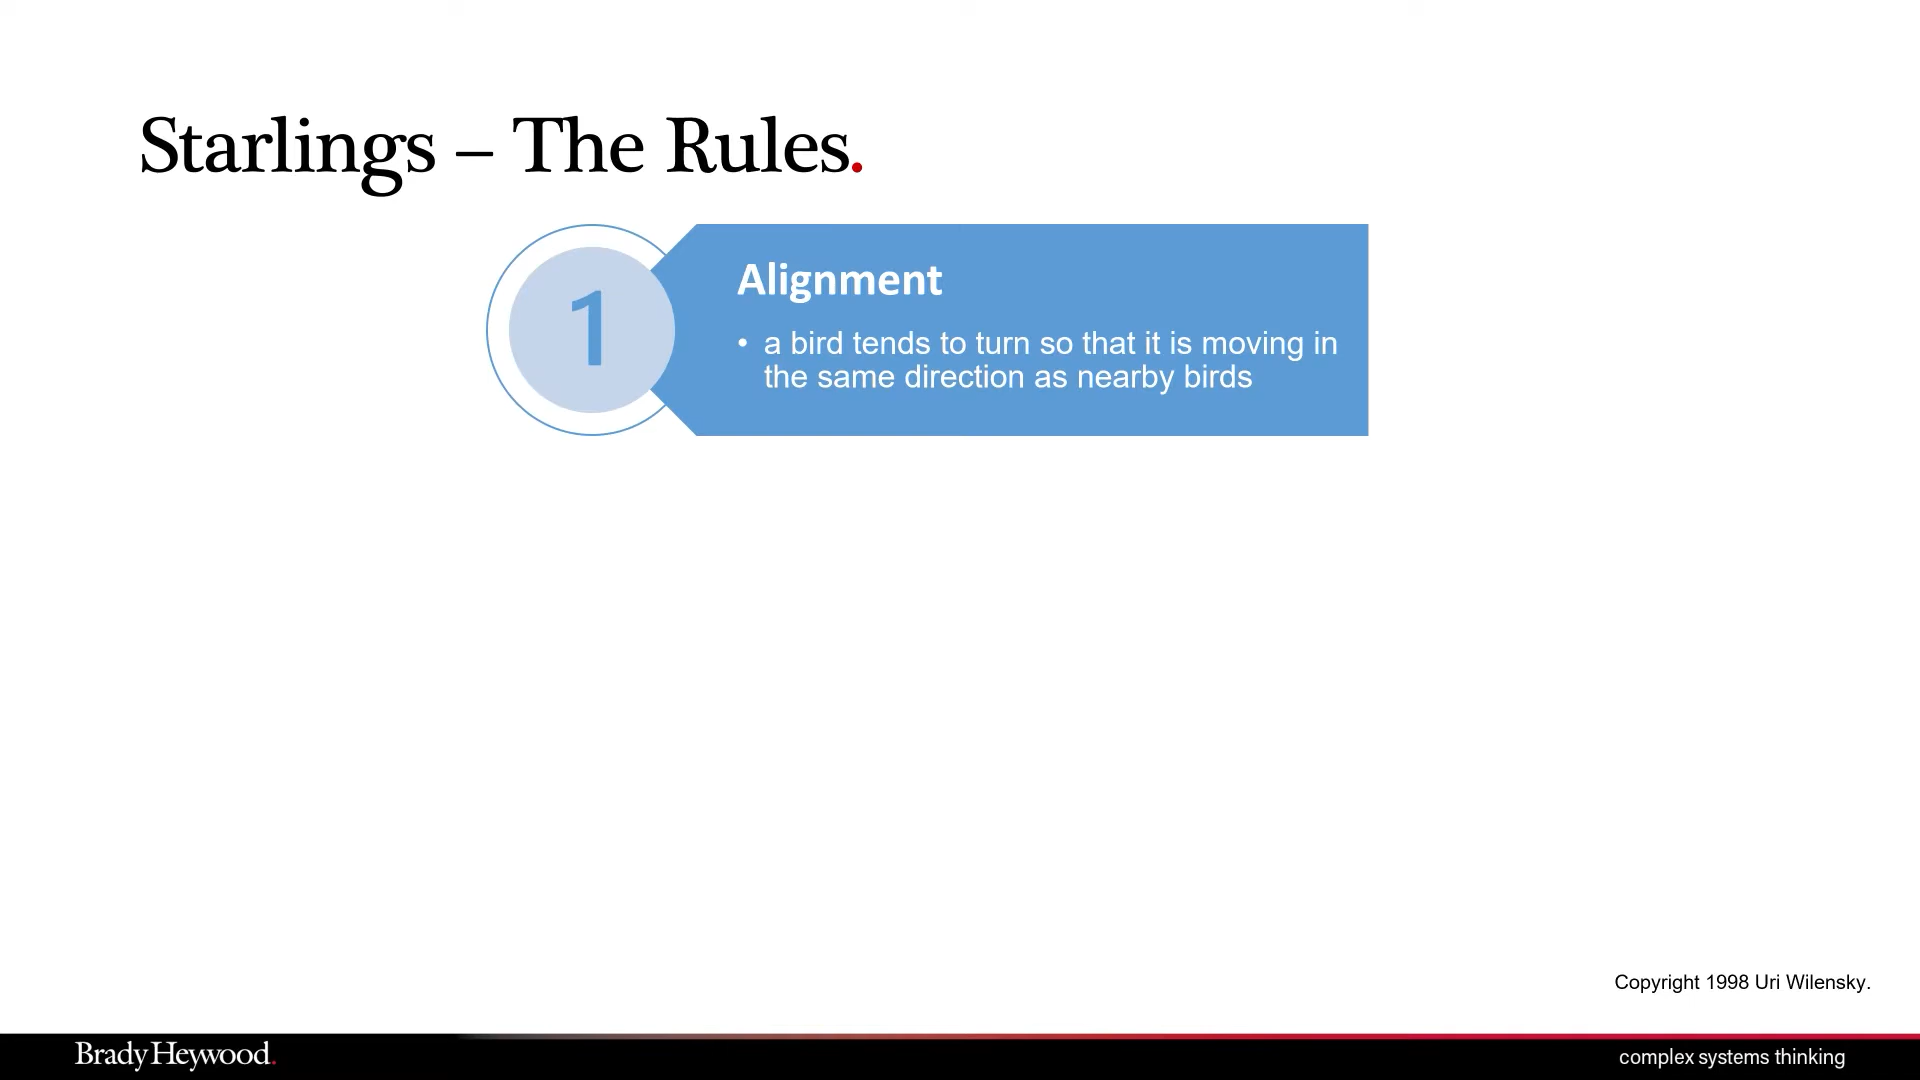 Starlings – The Rules.
1
Alignment
• a bird tends to turn so that it is moving in
the same direction as nearby birds
Copyright 1998 Uri Wilensky.
Brady Heywood.
complex systems thinking